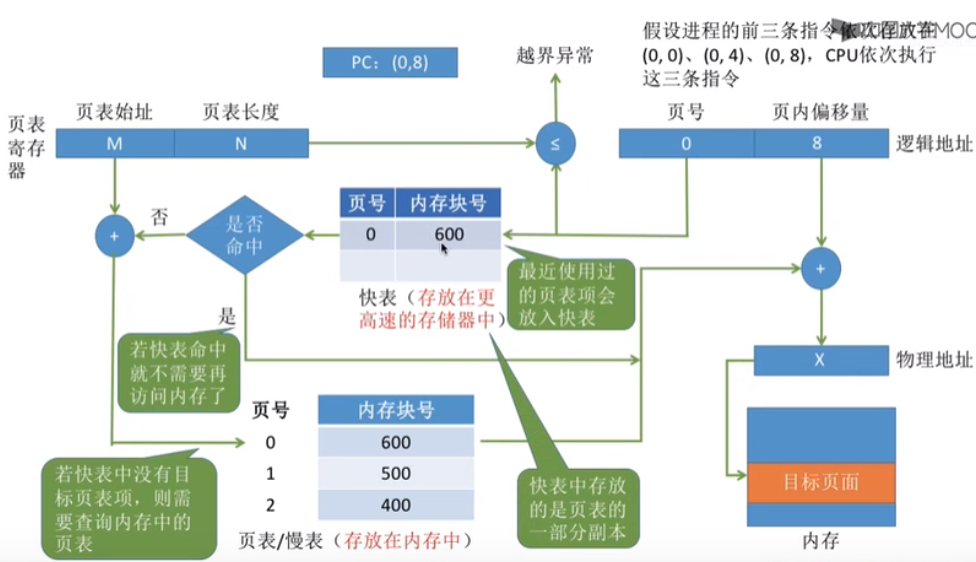 假设进程的前三条指令依次存放在
(0, 0)、(0, 4)、(0, 8)，CPU依次执行
这三条指令
PC：(0,8)
越界异常
页表始址
页表长度
页号
页内偏移量
页表
寄存
器
M
N
≤
0
8
逻辑地址
页号
内存块号
0
600
+
否
是否
命中
+
最近使用过
的页表项会
放入快表
快表（存放在更
高速的存储器中）
是
若快表命中
就不需要再
访问内存了
X
物理地址
页号
内存块号
0
600
1
500
2
400
页表/慢表（存放在内存中）
若快表中没有目
标页表项，则需
要查询内存中的
页表
快表中存放
的是页表的
一部分副本
目标页面
内存